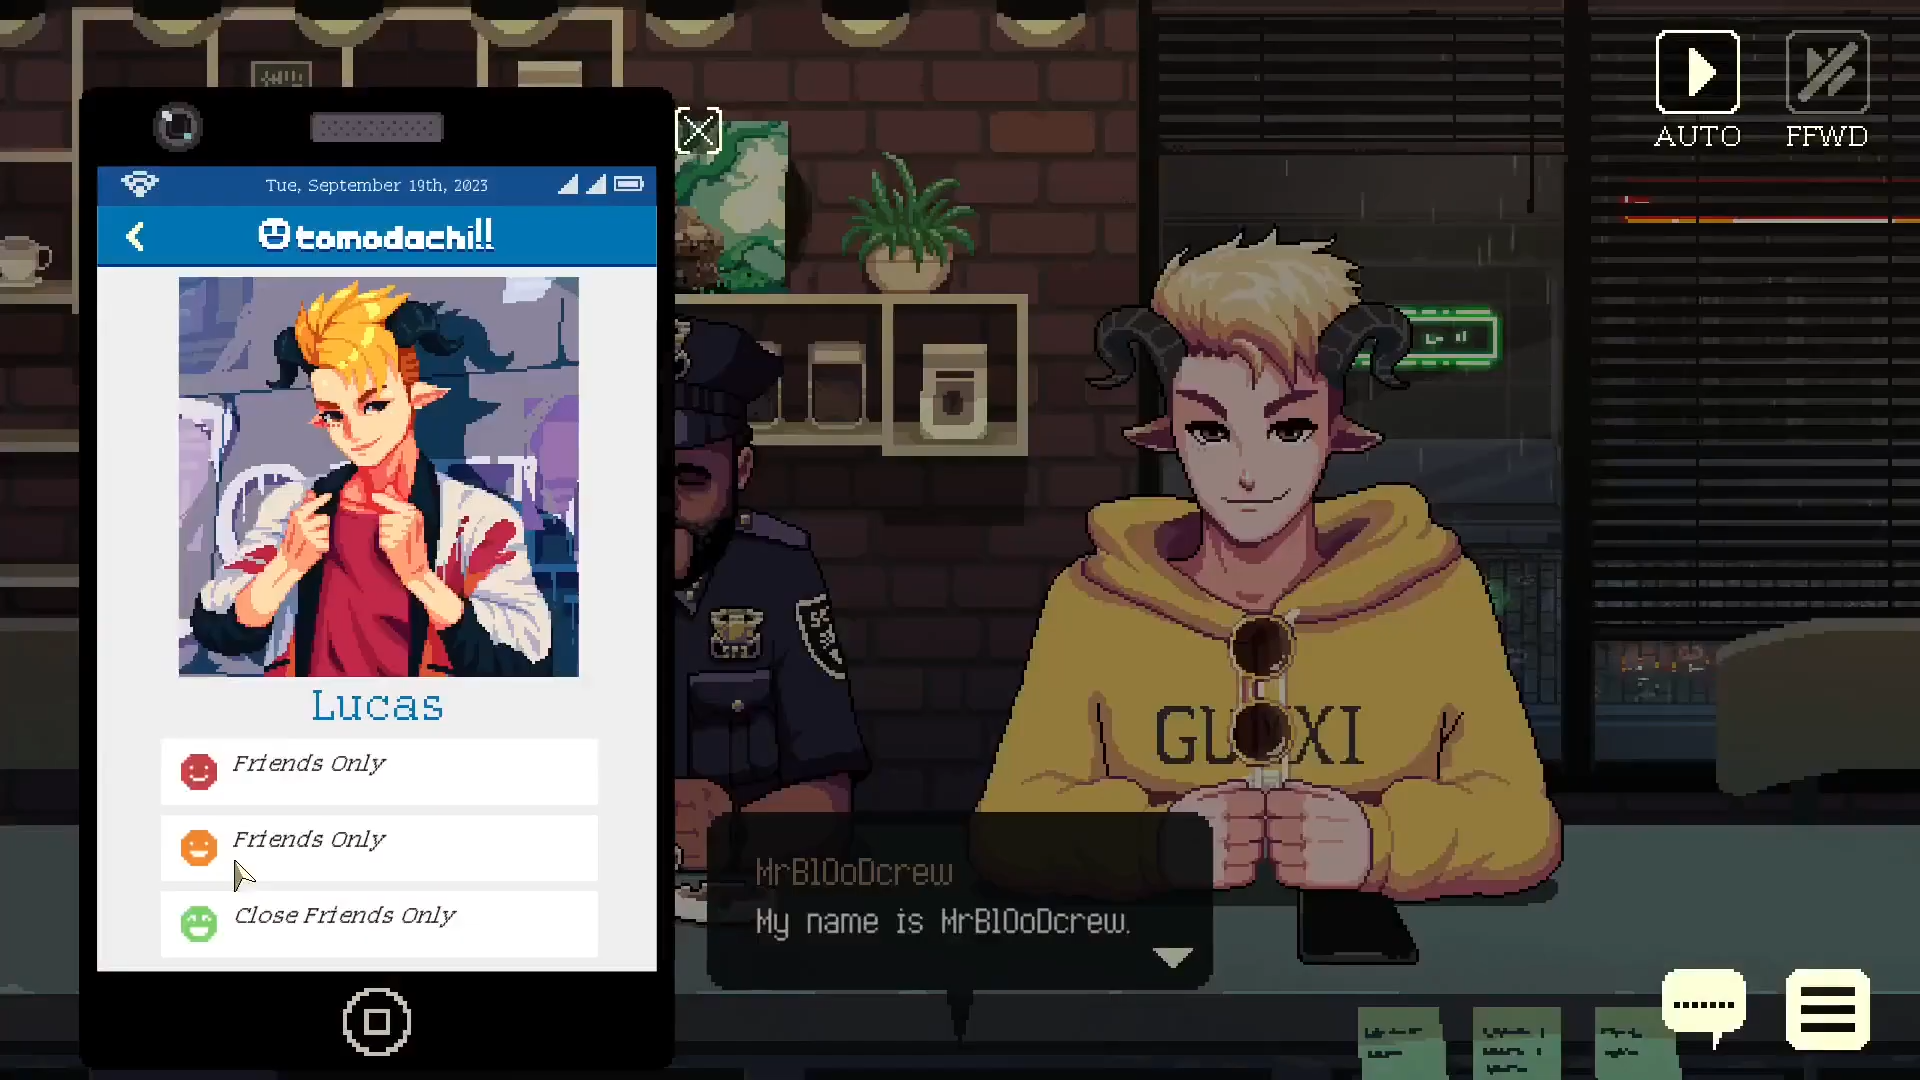 AUTO
FFWD
Tue, September 19th, 2023
tomodachi!!
Lucas
Friends Only
Friends Only
Close Friends Only
MrBl0oDcrew
My name is MrBl0oDcrew.